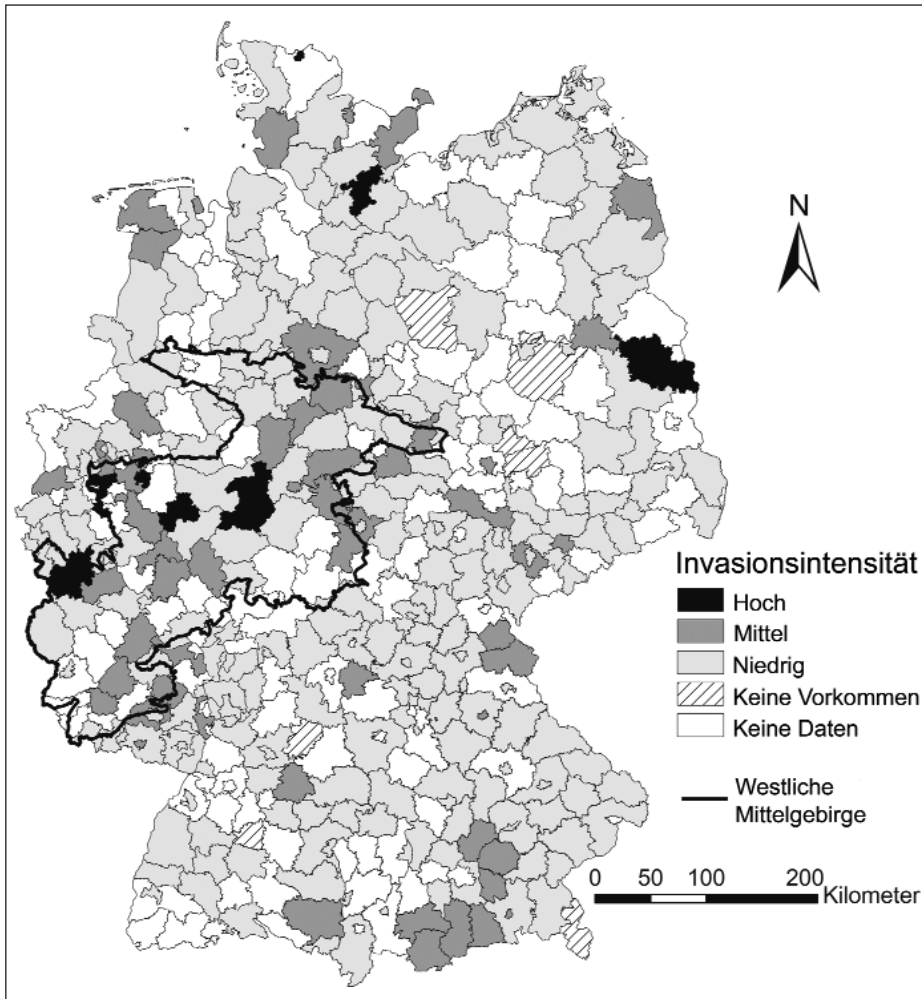 N
Invasionsintensität
Hoch
Mittel
Niedrig
Keine Vorkommen
Keine Daten
Westliche
Mittelgebirge
0 50 100 200
Kilometer